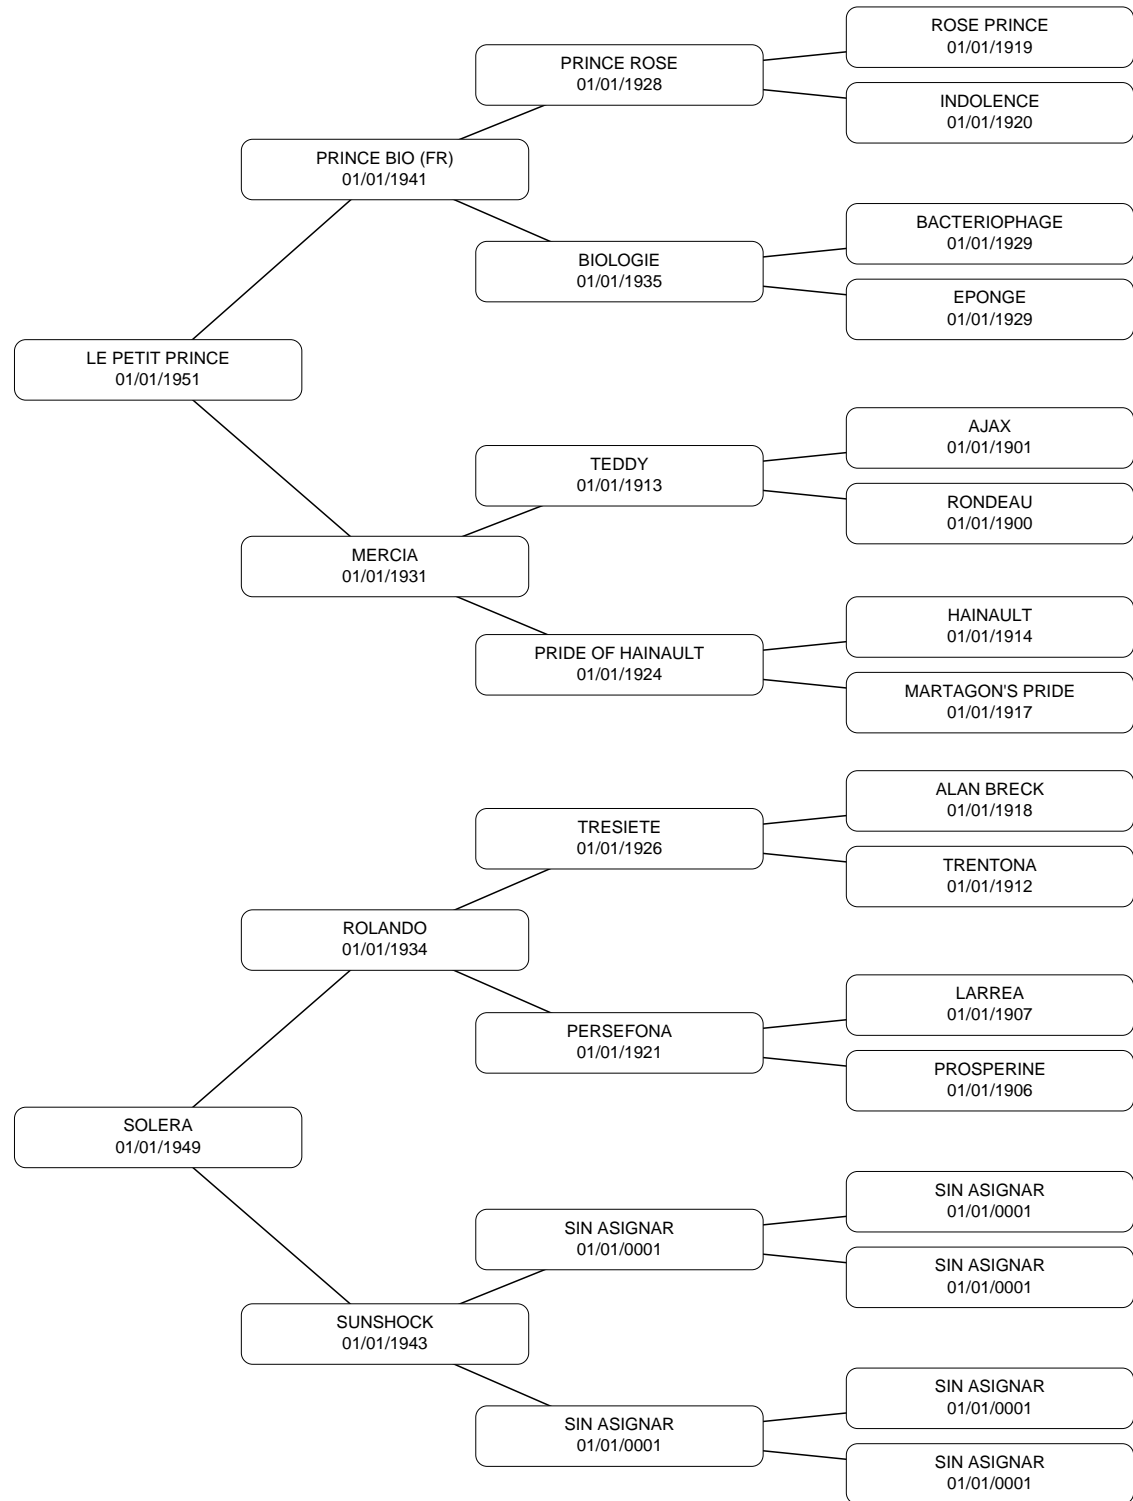 ROSE PRINCE
01/01/1919
PRINCE ROSE
01/01/1928
INDOLENCE
01/01/1920
PRINCE BIO (FR)
01/01/1941
BACTERIOPHAGE
01/01/1929
BIOLOGIE
01/01/1935
EPONGE
01/01/1929
LE PETIT PRINCE
01/01/1951
AJAX
01/01/1901
TEDDY
01/01/1913
RONDEAU
01/01/1900
MERCIA
01/01/1931
HAINAULT
01/01/1914
PRIDE OF HAINAULT
01/01/1924
MARTAGON'S PRIDE
01/01/1917
ALAN BRECK
01/01/1918
TRESIETE
01/01/1926
TRENTONA
01/01/1912
ROLANDO
01/01/1934
LARREA
01/01/1907
PERSEFONA
01/01/1921
PROSPERINE
01/01/1906
SOLERA
01/01/1949
SIN ASIGNAR
01/01/0001
SIN ASIGNAR
01/01/0001
SIN ASIGNAR
01/01/0001
SUNSHOCK
01/01/1943
SIN ASIGNAR
01/01/0001
SIN ASIGNAR
01/01/0001
SIN ASIGNAR
01/01/0001